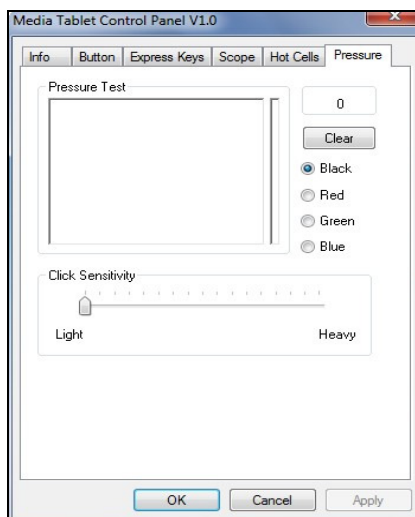 Media Tablet Control Panel V1.0
Info Button Express Keys Scope Hot Cells Pressure
Pressure Test
0
Clear
Black
Red
Green
Blue
Click Sensitivity
Light Heavy
OK Cancel Apply